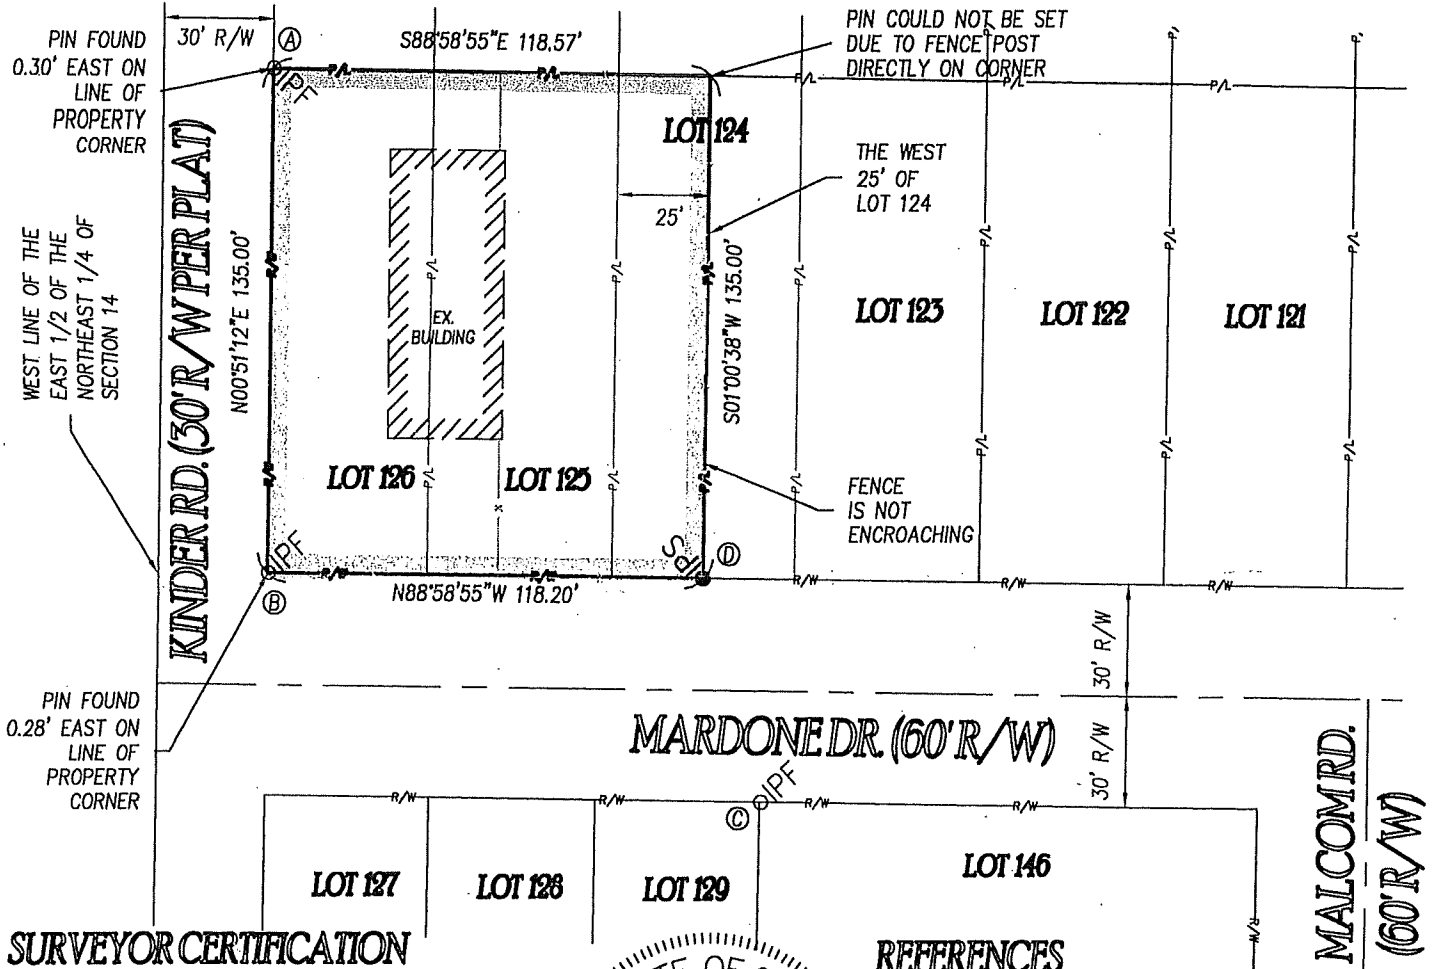 PIN FOUND
0.30' EAST ON
LINE OF
PROPERTY
CORNER
30' R/W
A
S88°58'55"E 118.57'
PIN COULD NOT BE SET
DUE TO FENCE POST
DIRECTLY ON CORNER
P/L
P/L
P/L
P/L
P/L
IPF
LOT 124
THE WEST
25' OF
LOT 124
25'
WEST LINE OF THE
EAST 1/2 OF THE
NORTHEAST 1/4 OF
SECTION 14
KINDER RD. (30' R/W PER PLAT)
N00°51'12"E 135.00'
R/W
R/W
P/L
P/L
P/L
P/L
P/L
P/L
P/L
P/L
EX.
BUILDING
S01°00'38"W 135.00'
LOT 123
LOT 122
LOT 121
P/L
P/L
P/L
P/L
P/L
P/L
LOT 126
LOT 125
x
FENCE
IS NOT
ENCROACHING
IPF
B
R/W
R/W
N88°58'55"W 118.20'
D
R/W
R/W
R/W
30' R/W
30' R/W
PIN FOUND
0.28' EAST ON
LINE OF
PROPERTY
CORNER
MARDONE DR. (60' R/W)
R/W
R/W
R/W
C
IPF
LOT 127
LOT 128
LOT 129
LOT 146
R/W
MALCOM RD.
(60' R/W)
SURVEYOR CERTIFICATION
REFERENCES